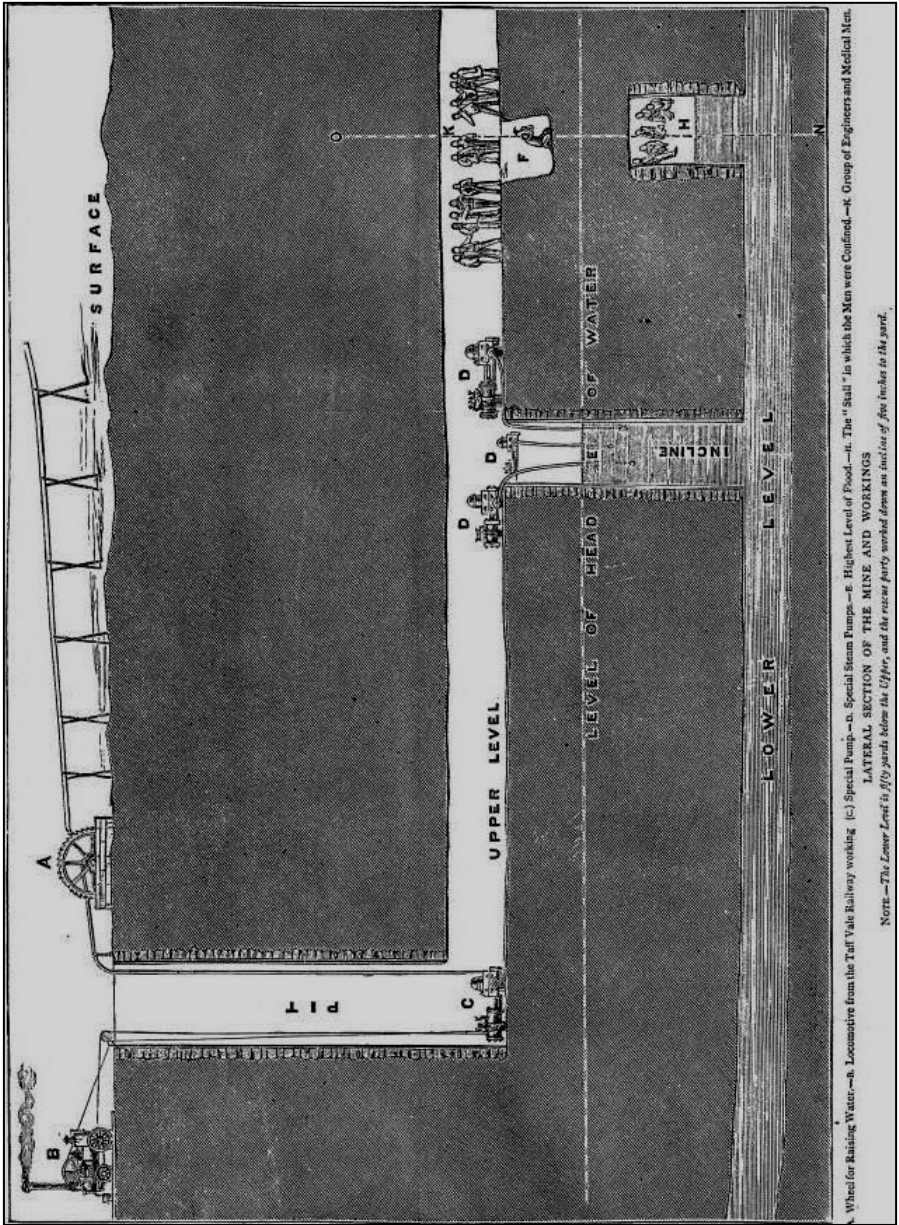 SURFACE
A
B
PIT
C
UPPER LEVEL
D
D
D
O
K
F
LEVEL OF HEAD E OF WATER
INCLINE
H
LOWER LEVEL
N
Wheel for Raising Water.—B. Locomotive from the Taff Vale Railway working (C.) Special Pump.—D. Special Steam Pumps.—E. Highest Level of Flood.—H. The "Stall" in which the Men were Confined.—K. Group of Engineers and Medical Men.
LATERAL SECTION OF THE MINE AND WORKINGS
NOTE.—The Lower Level is fifty yards below the Upper, and the rescue party worked down an incline of five inches to the yard.